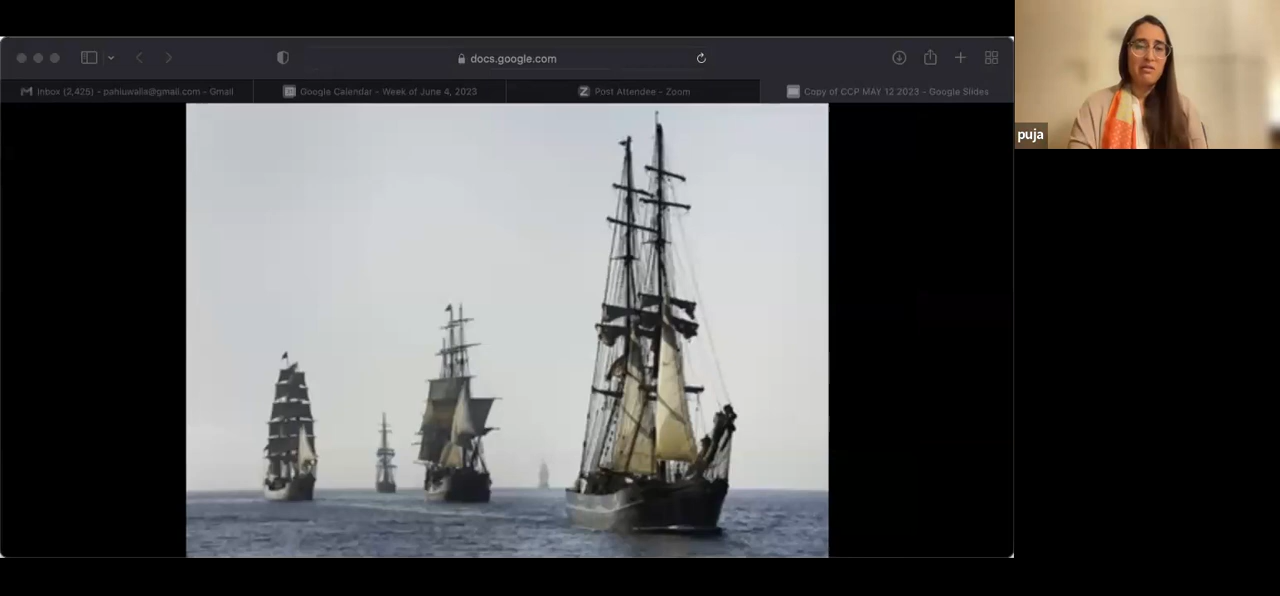 docs.google.com
Inbox (2,425) - pahluwalia@gmail.com - Gmail
Google Calendar - Week of June 4, 2023
Post Attendee - Zoom
Copy of CCP MAY 12 2023 - Google Slides
puja